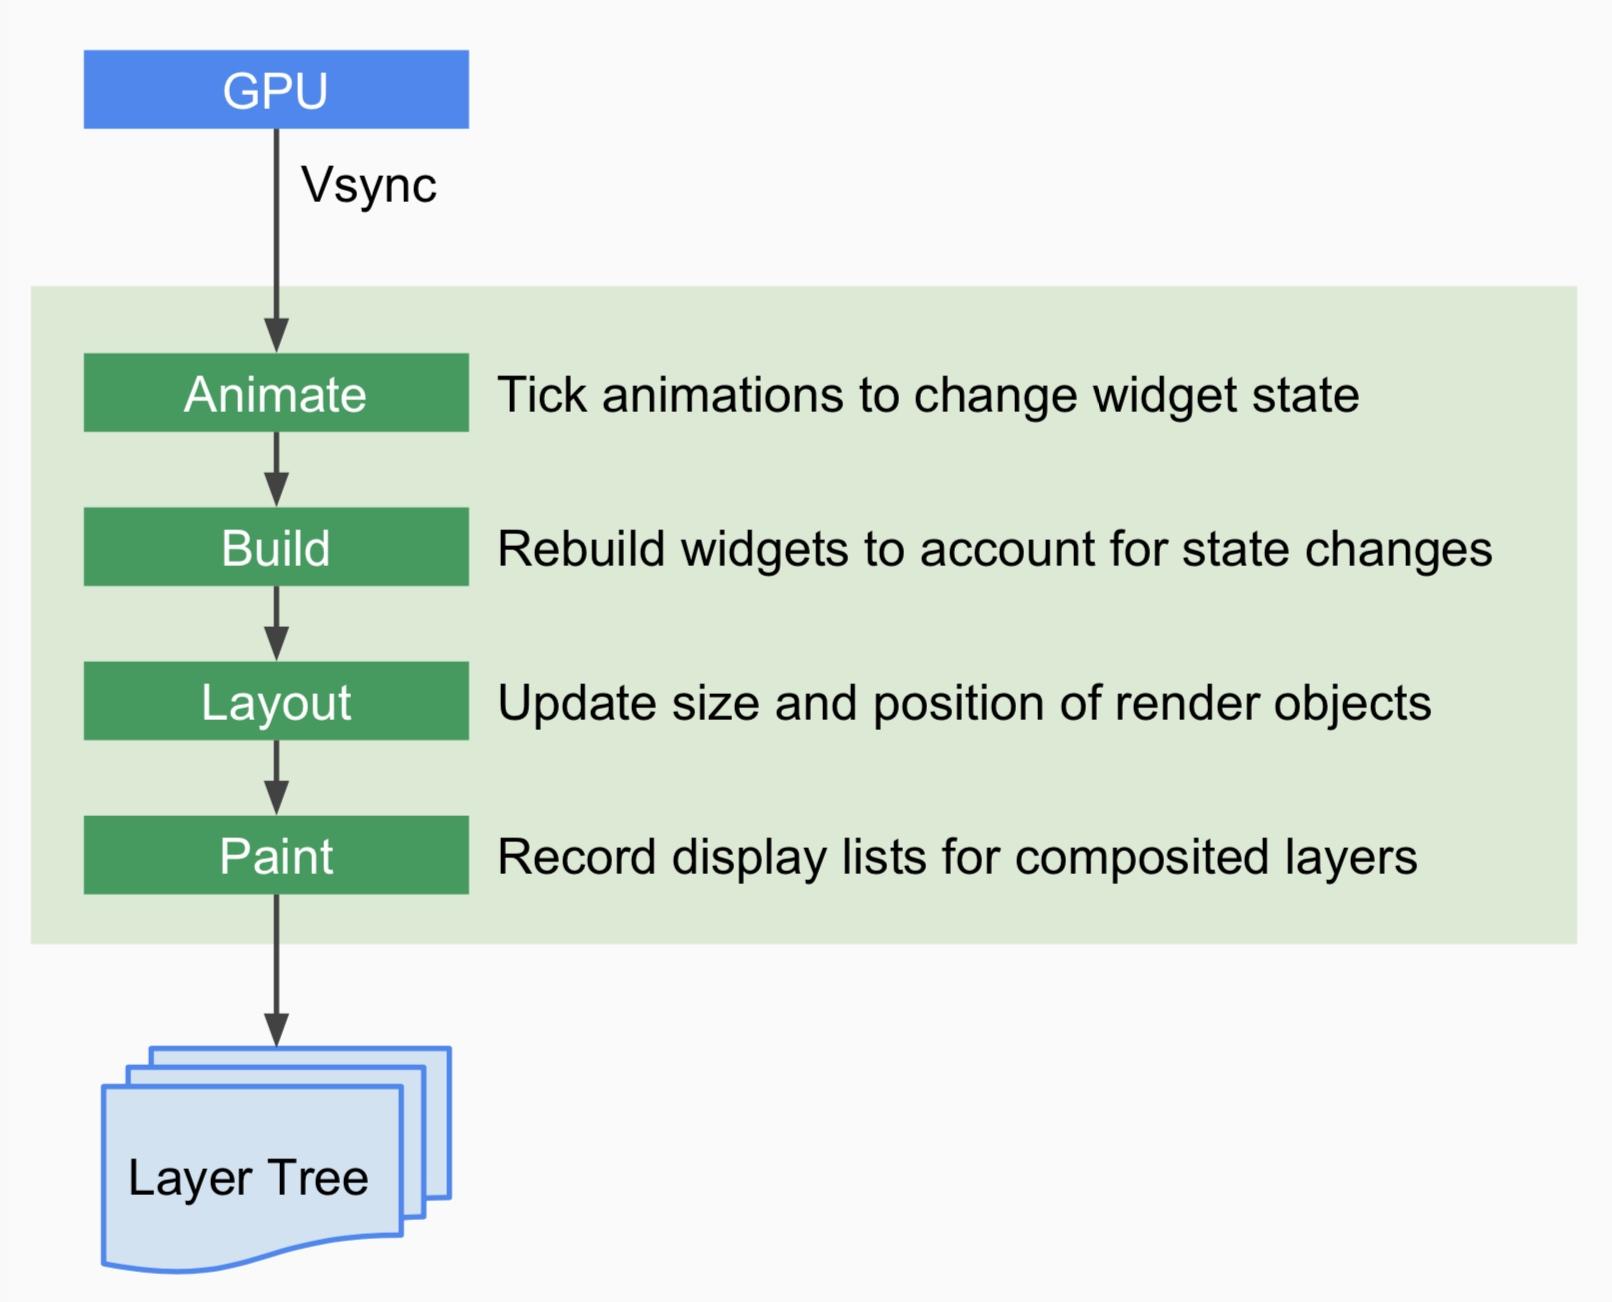 GPU
Vsync
Animate
Tick animations to change widget state
Build
Rebuild widgets to account for state changes
Layout
Update size and position of render objects
Paint
Record display lists for composited layers
Layer Tree